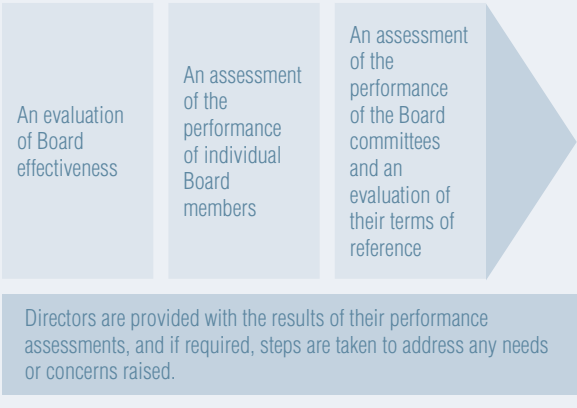 An evaluation
of Board
effectiveness
An assessment
of the
performance
of individual
Board
members
An assessment
of the
performance
of the Board
committees
and an
evaluation of
their terms of
reference
Directors are provided with the results of their performance
assessments, and if required, steps are taken to address any needs
or concerns raised.